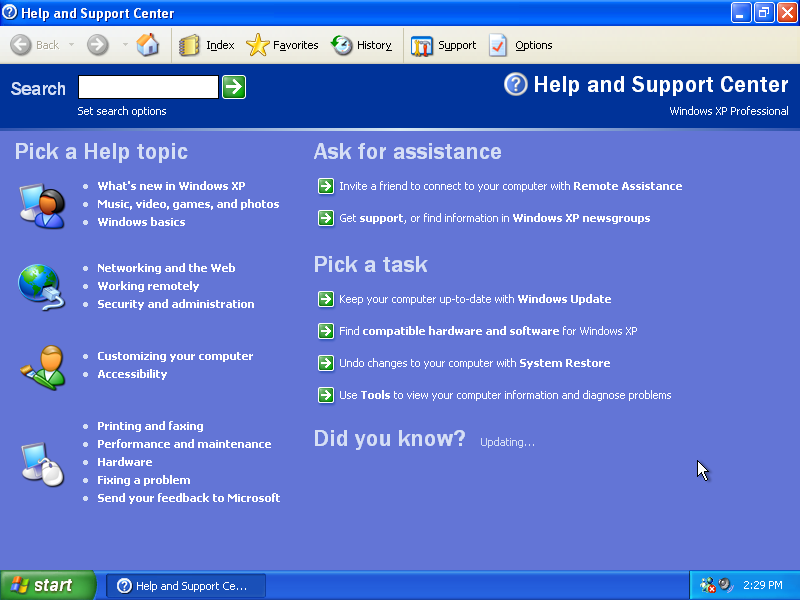 Help and Support Center
Back
Index
Favorites
History
Support
Options
Search
Set search options
Help and Support Center
Windows XP Professional
Pick a Help topic
What's new in Windows XP
Music, video, games, and photos
Windows basics
Networking and the Web
Working remotely
Security and administration
Customizing your computer
Accessibility
Printing and faxing
Performance and maintenance
Hardware
Fixing a problem
Send your feedback to Microsoft
Ask for assistance
Invite a friend to connect to your computer with Remote Assistance
Get support, or find information in Windows XP newsgroups
Pick a task
Keep your computer up-to-date with Windows Update
Find compatible hardware and software for Windows XP
Undo changes to your computer with System Restore
Use Tools to view your computer information and diagnose problems
Did you know? Updating...
start
Help and Support Ce...
2:29 PM